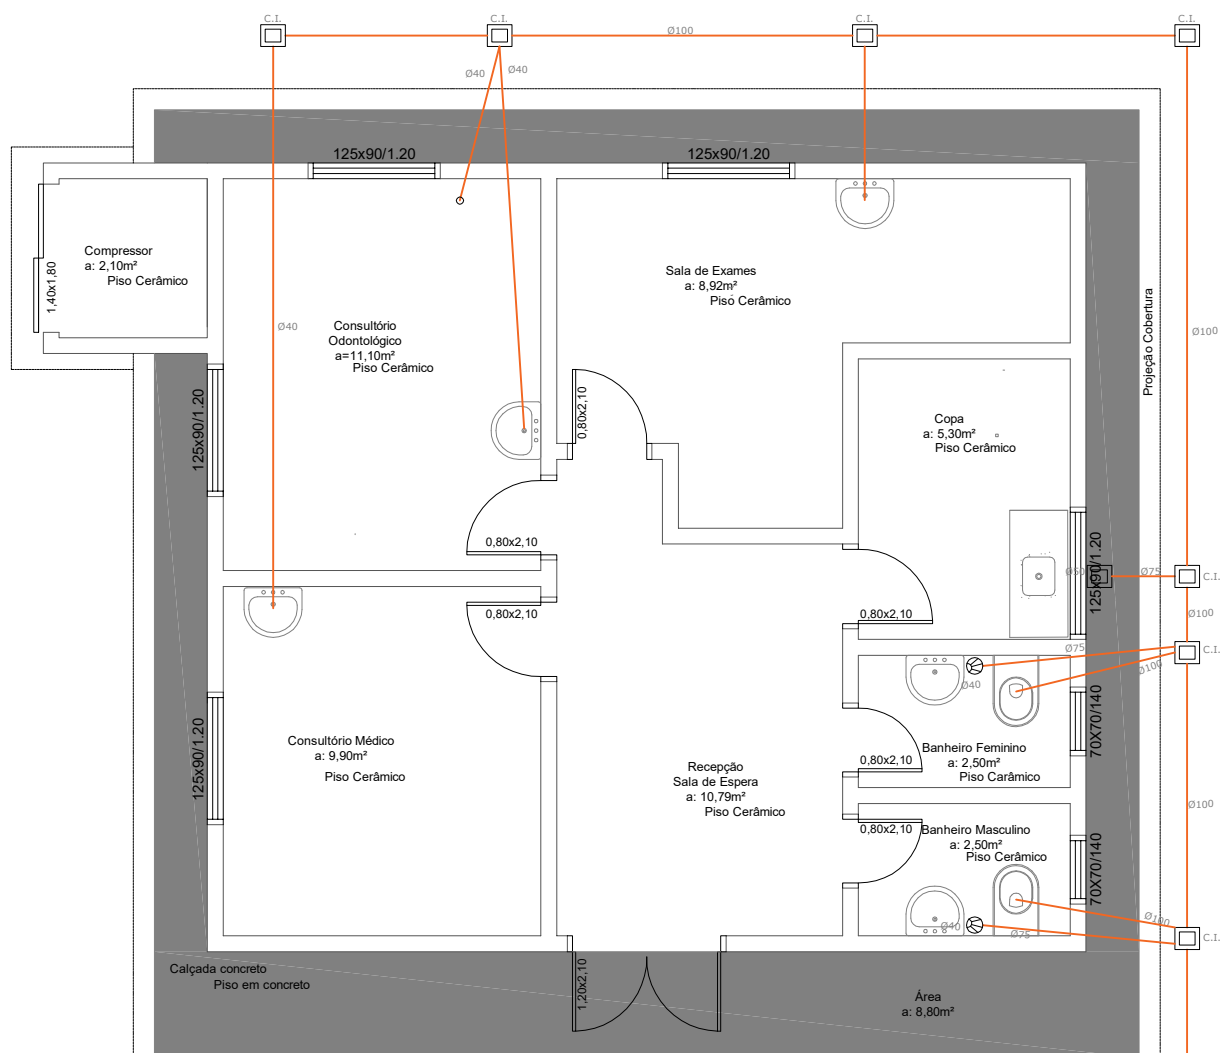 C.I.
C.I.
C.I.
C.I.
Ø100
Ø40
Ø40
125x90/1.20
125x90/1.20
Compressor
a: 2,10m²
Piso Cerâmico
1,40x1,80
Ø40
Consultório
Odontológico
a=11,10m²
Piso Cerâmico
Sala de Exames
a: 8,92m²
Piso Cerâmico
Projeção Cobertura
Ø100
125x90/1.20
0,80x2,10
Copa
a: 5,30m²
Piso Cerâmico
0,80x2,10
125x90/1.20
Ø50
Ø75
C.I.
0,80x2,10
0,80x2,10
Ø100
Ø75
C.I.
Ø100
Ø40
125x90/1.20
Consultório Médico
a: 9,90m²
Piso Cerâmico
Recepção
Sala de Espera
a: 10,79m²
Piso Cerâmico
0,80x2,10
Banheiro Feminino
a: 2,50m²
Piso Carâmico
70X70/140
Ø100
0,80x2,10
Banheiro Masculino
a: 2,50m²
Piso Cerâmico
70X70/140
Ø40
Ø75
Ø100
C.I.
Calçada concreto
Piso em concreto
1,20x2,10
Área
a: 8,80m²